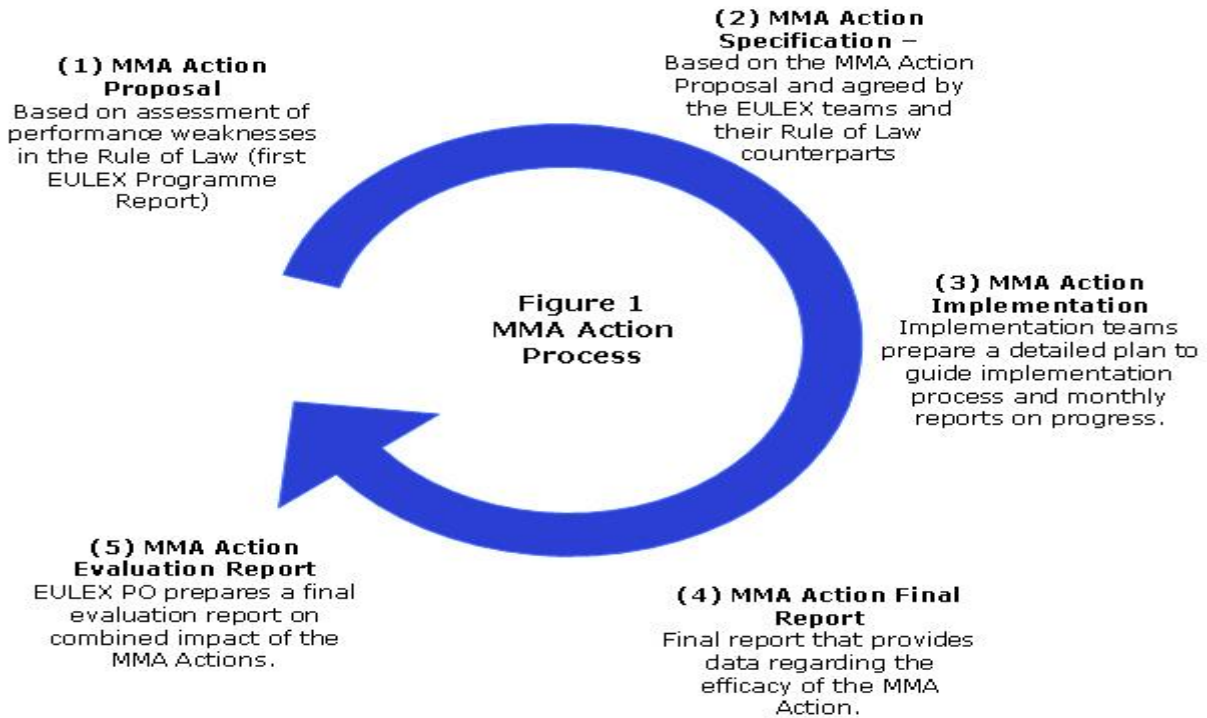 (1) MMA Action
Proposal
Based on assessment of
performance weaknesses
in the Rule of Law (first
EULEX Programme
Report)
(2) MMA Action
Specification –
Based on the MMA Action
Proposal and agreed by
the EULEX teams and
their Rule of Law
counterparts
Figure 1
MMA Action
Process
(3) MMA Action
Implementation
Implementation teams
prepare a detailed plan to
guide implementation
process and monthly
reports on progress.
(4) MMA Action Final
Report
Final report that provides
data regarding the
efficacy of the MMA
Action.
(5) MMA Action
Evaluation Report
EULEX PO prepares a final
evaluation report on
combined impact of the
MMA Actions.